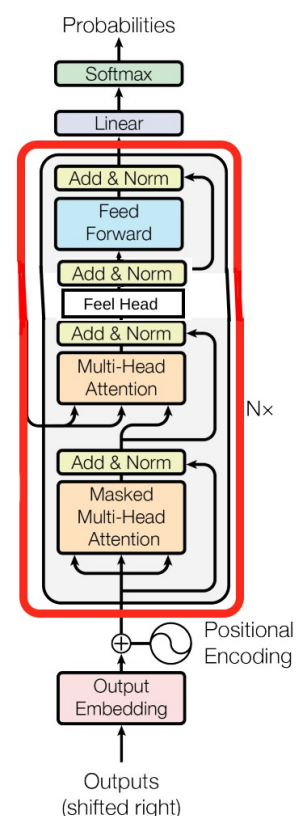 Probabilities
Softmax
Linear
Add & Norm
Feed
Forward
Add & Norm
Feel Head
Add & Norm
Multi-Head
Attention
N×
Add & Norm
Masked
Multi-Head
Attention
Positional
Encoding
Output
Embedding
Outputs
(shifted right)